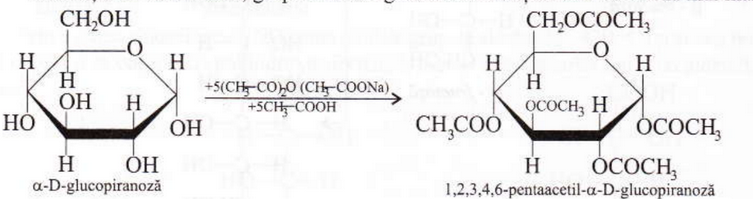 CH₂OH
O
H
H
H
OH
H
HO
OH
H
OH
α-D-glucopiranoză
+5(CH₃-CO)₂O (CH₃-COONa)
+5CH₃-COOH
CH₂OCOCH₃
O
H
H
H
OCOCH₃
H
CH₃COO
OCOCH₃
H
OCOCH₃
1,2,3,4,6-pentaacetil-α-D-glucopiranoză